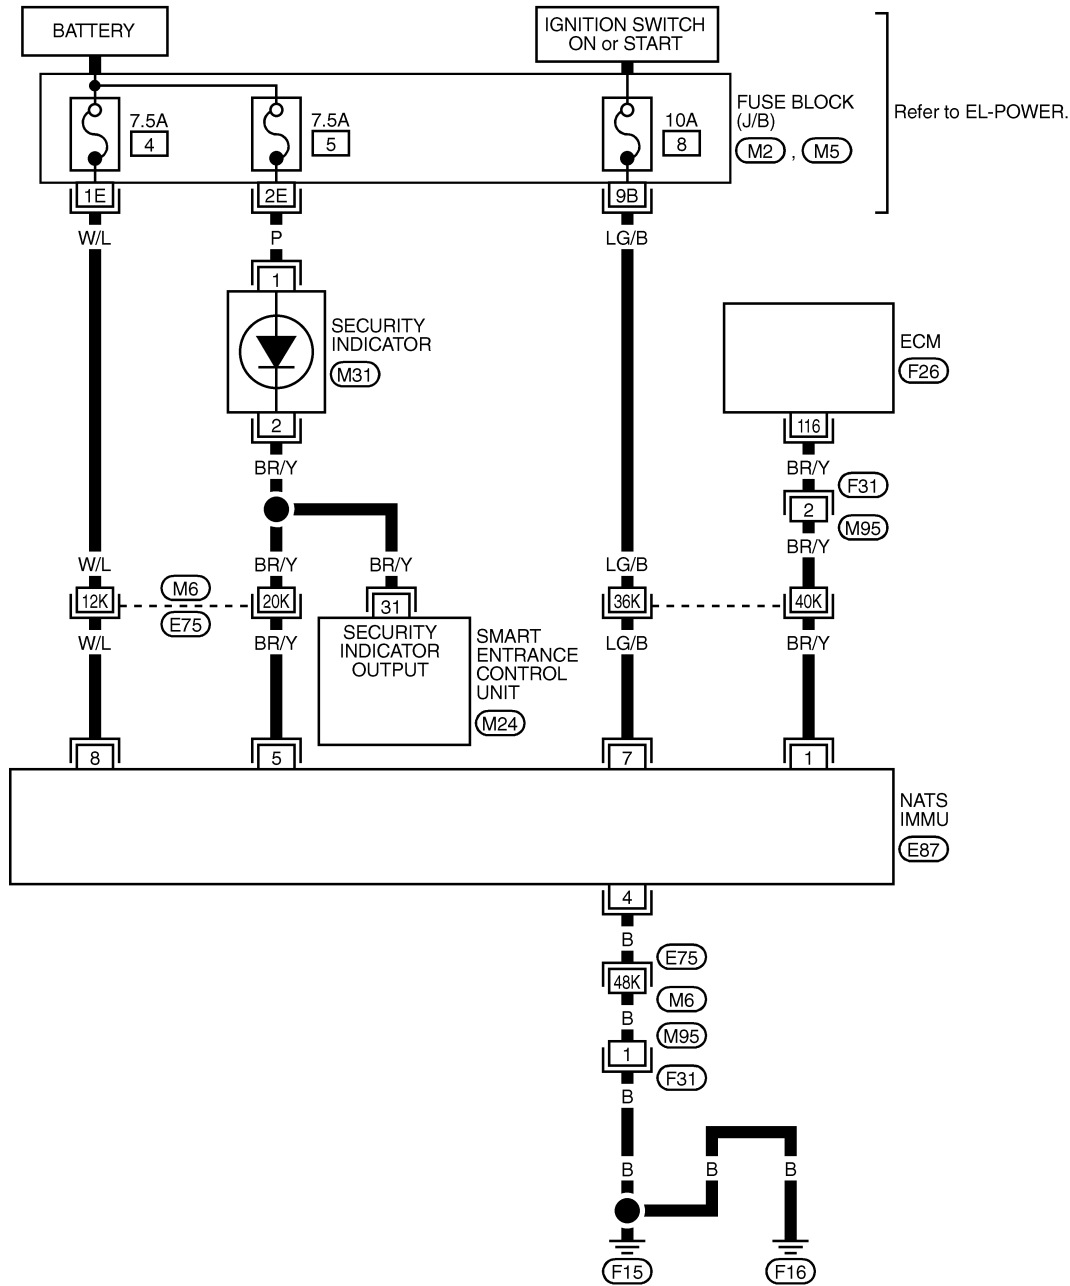 BATTERY
IGNITION SWITCH
ON or START
7.5A
4
7.5A
5
10A
8
FUSE BLOCK
(J/B)
M2 , M5
Refer to EL-POWER.
1E
2E
9B
W/L
P
LG/B
1
SECURITY
INDICATOR
M31
ECM
F26
2
116
BR/Y
BR/Y
F31
2
M95
BR/Y
W/L
BR/Y
BR/Y
LG/B
12K
M6
E75
20K
31
36K
40K
W/L
BR/Y
LG/B
BR/Y
SECURITY
INDICATOR
OUTPUT
SMART
ENTRANCE
CONTROL
UNIT
M24
8
5
7
1
NATS
IMMU
E87
4
B
E75
48K
M6
B
M95
1
F31
B
B
B
B
F15
F16